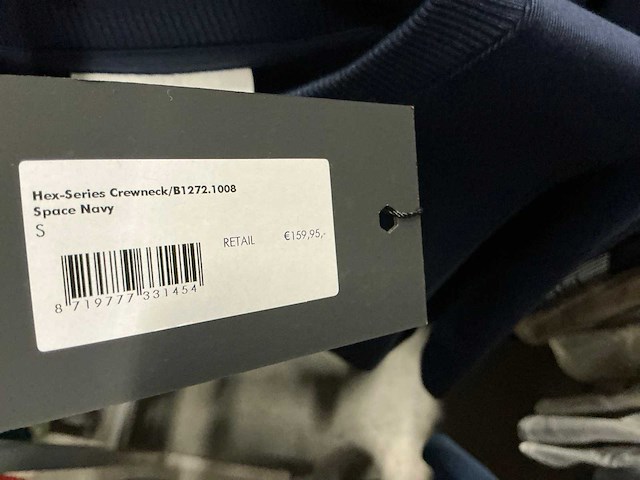 Hex-Series Crewneck/B1272.1008
Space Navy
S
RETAIL €159,95,-
8 719777 331454